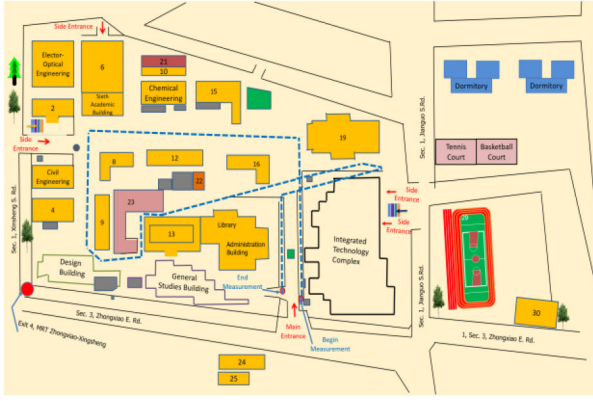 Side Entrance
Elector-
Optical
Engineering
6
Sixth
Academic
Building
21
10
Chemical
Engineering
15
2
Side
Entrance
19
Sec. 1, Jianguo S.Rd.
Dormitory
Dormitory
Tennis
Court
Basketball
Court
Sec. 1, Xinsheng S. Rd.
Civil
Engineering
4
8
12
16
22
23
9
13
Library
Administration
Building
Side
Entrance
Side
Entrance
Integrated
Technology
Complex
29
30
Design
Building
General
Studies Building
End
Measurement
Main
Entrance
Begin
Measurement
Sec. 1, Jianguo S.Rd.
Sec. 3, Zhongxiao E. Rd.
1, Sec. 3, Zhongxiao E. Rd.
Exit 4, MRT Zhongxiao-Xingsheng
24
25